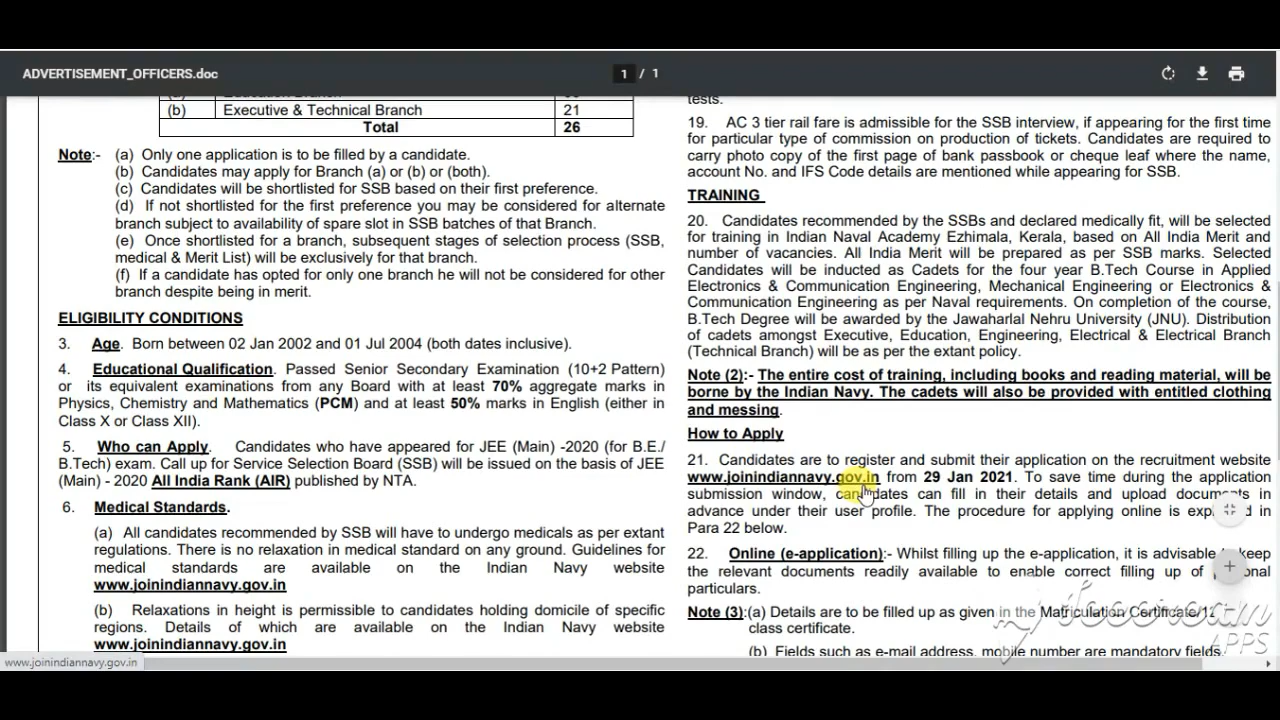 ADVERTISEMENT_OFFICERS.doc
1 / 1
(b) Executive & Technical Branch 21
Total 26
Note:- (a) Only one application is to be filled by a candidate.
(b) Candidates may apply for Branch (a) or (b) or (both).
(c) Candidates will be shortlisted for SSB based on their first preference.
(d) If not shortlisted for the first preference you may be considered for alternate
branch subject to availability of spare slot in SSB batches of that Branch.
(e) Once shortlisted for a branch, subsequent stages of selection process (SSB,
medical & Merit List) will be exclusively for that branch.
(f) If a candidate has opted for only one branch he will not be considered for other
branch despite being in merit.
ELIGIBILITY CONDITIONS
3. Age. Born between 02 Jan 2002 and 01 Jul 2004 (both dates inclusive).
4. Educational Qualification. Passed Senior Secondary Examination (10+2 Pattern)
or its equivalent examinations from any Board with at least 70% aggregate marks in
Physics, Chemistry and Mathematics (PCM) and at least 50% marks in English (either in
Class X or Class XII).
5. Who can Apply. Candidates who have appeared for JEE (Main) -2020 (for B.E./
B.Tech) exam. Call up for Service Selection Board (SSB) will be issued on the basis of JEE
(Main) - 2020 All India Rank (AIR) published by NTA.
6. Medical Standards.
(a) All candidates recommended by SSB will have to undergo medicals as per extant
regulations. There is no relaxation in medical standard on any ground. Guidelines for
medical standards are available on the Indian Navy website
www.joinindiannavy.gov.in
(b) Relaxations in height is permissible to candidates holding domicile of specific
regions. Details of which are available on the Indian Navy website
www.joinindiannavy.gov.in
www.joinindiannavy.gov.in
tests.
19. AC 3 tier rail fare is admissible for the SSB interview, if appearing for the first time
for particular type of commission on production of tickets. Candidates are required to
carry photo copy of the first page of bank passbook or cheque leaf where the name,
account No. and IFS Code details are mentioned while appearing for SSB.
TRAINING
20. Candidates recommended by the SSBs and declared medically fit, will be selected
for training in Indian Naval Academy Ezhimala, Kerala, based on All India Merit and
number of vacancies. All India Merit will be prepared as per SSB marks. Selected
Candidates will be inducted as Cadets for the four year B.Tech Course in Applied
Electronics & Communication Engineering, Mechanical Engineering or Electronics &
Communication Engineering as per Naval requirements. On completion of the course,
B.Tech Degree will be awarded by the Jawaharlal Nehru University (JNU). Distribution
of cadets amongst Executive, Education, Engineering, Electrical & Electrical Branch
(Technical Branch) will be as per the extant policy.
Note (2):- The entire cost of training, including books and reading material, will be
borne by the Indian Navy. The cadets will also be provided with entitled clothing
and messing.
How to Apply
21. Candidates are to register and submit their application on the recruitment website
www.joinindiannavy.gov.in from 29 Jan 2021. To save time during the application
submission window, candidates can fill in their details and upload documents in
advance under their user profile. The procedure for applying online is in
Para 22 below.
22. Online (e-application):- Whilst filling up the e-application, it is advisable keep
the relevant documents readily available to enable correct filling up of
particulars.
Note (3):(a) Details are to be filled up as given in the Matriculation Certificate/
class certificate.
(b) Fields such as e-mail address, mobile number are mandatory fields.
Icecream
APPS